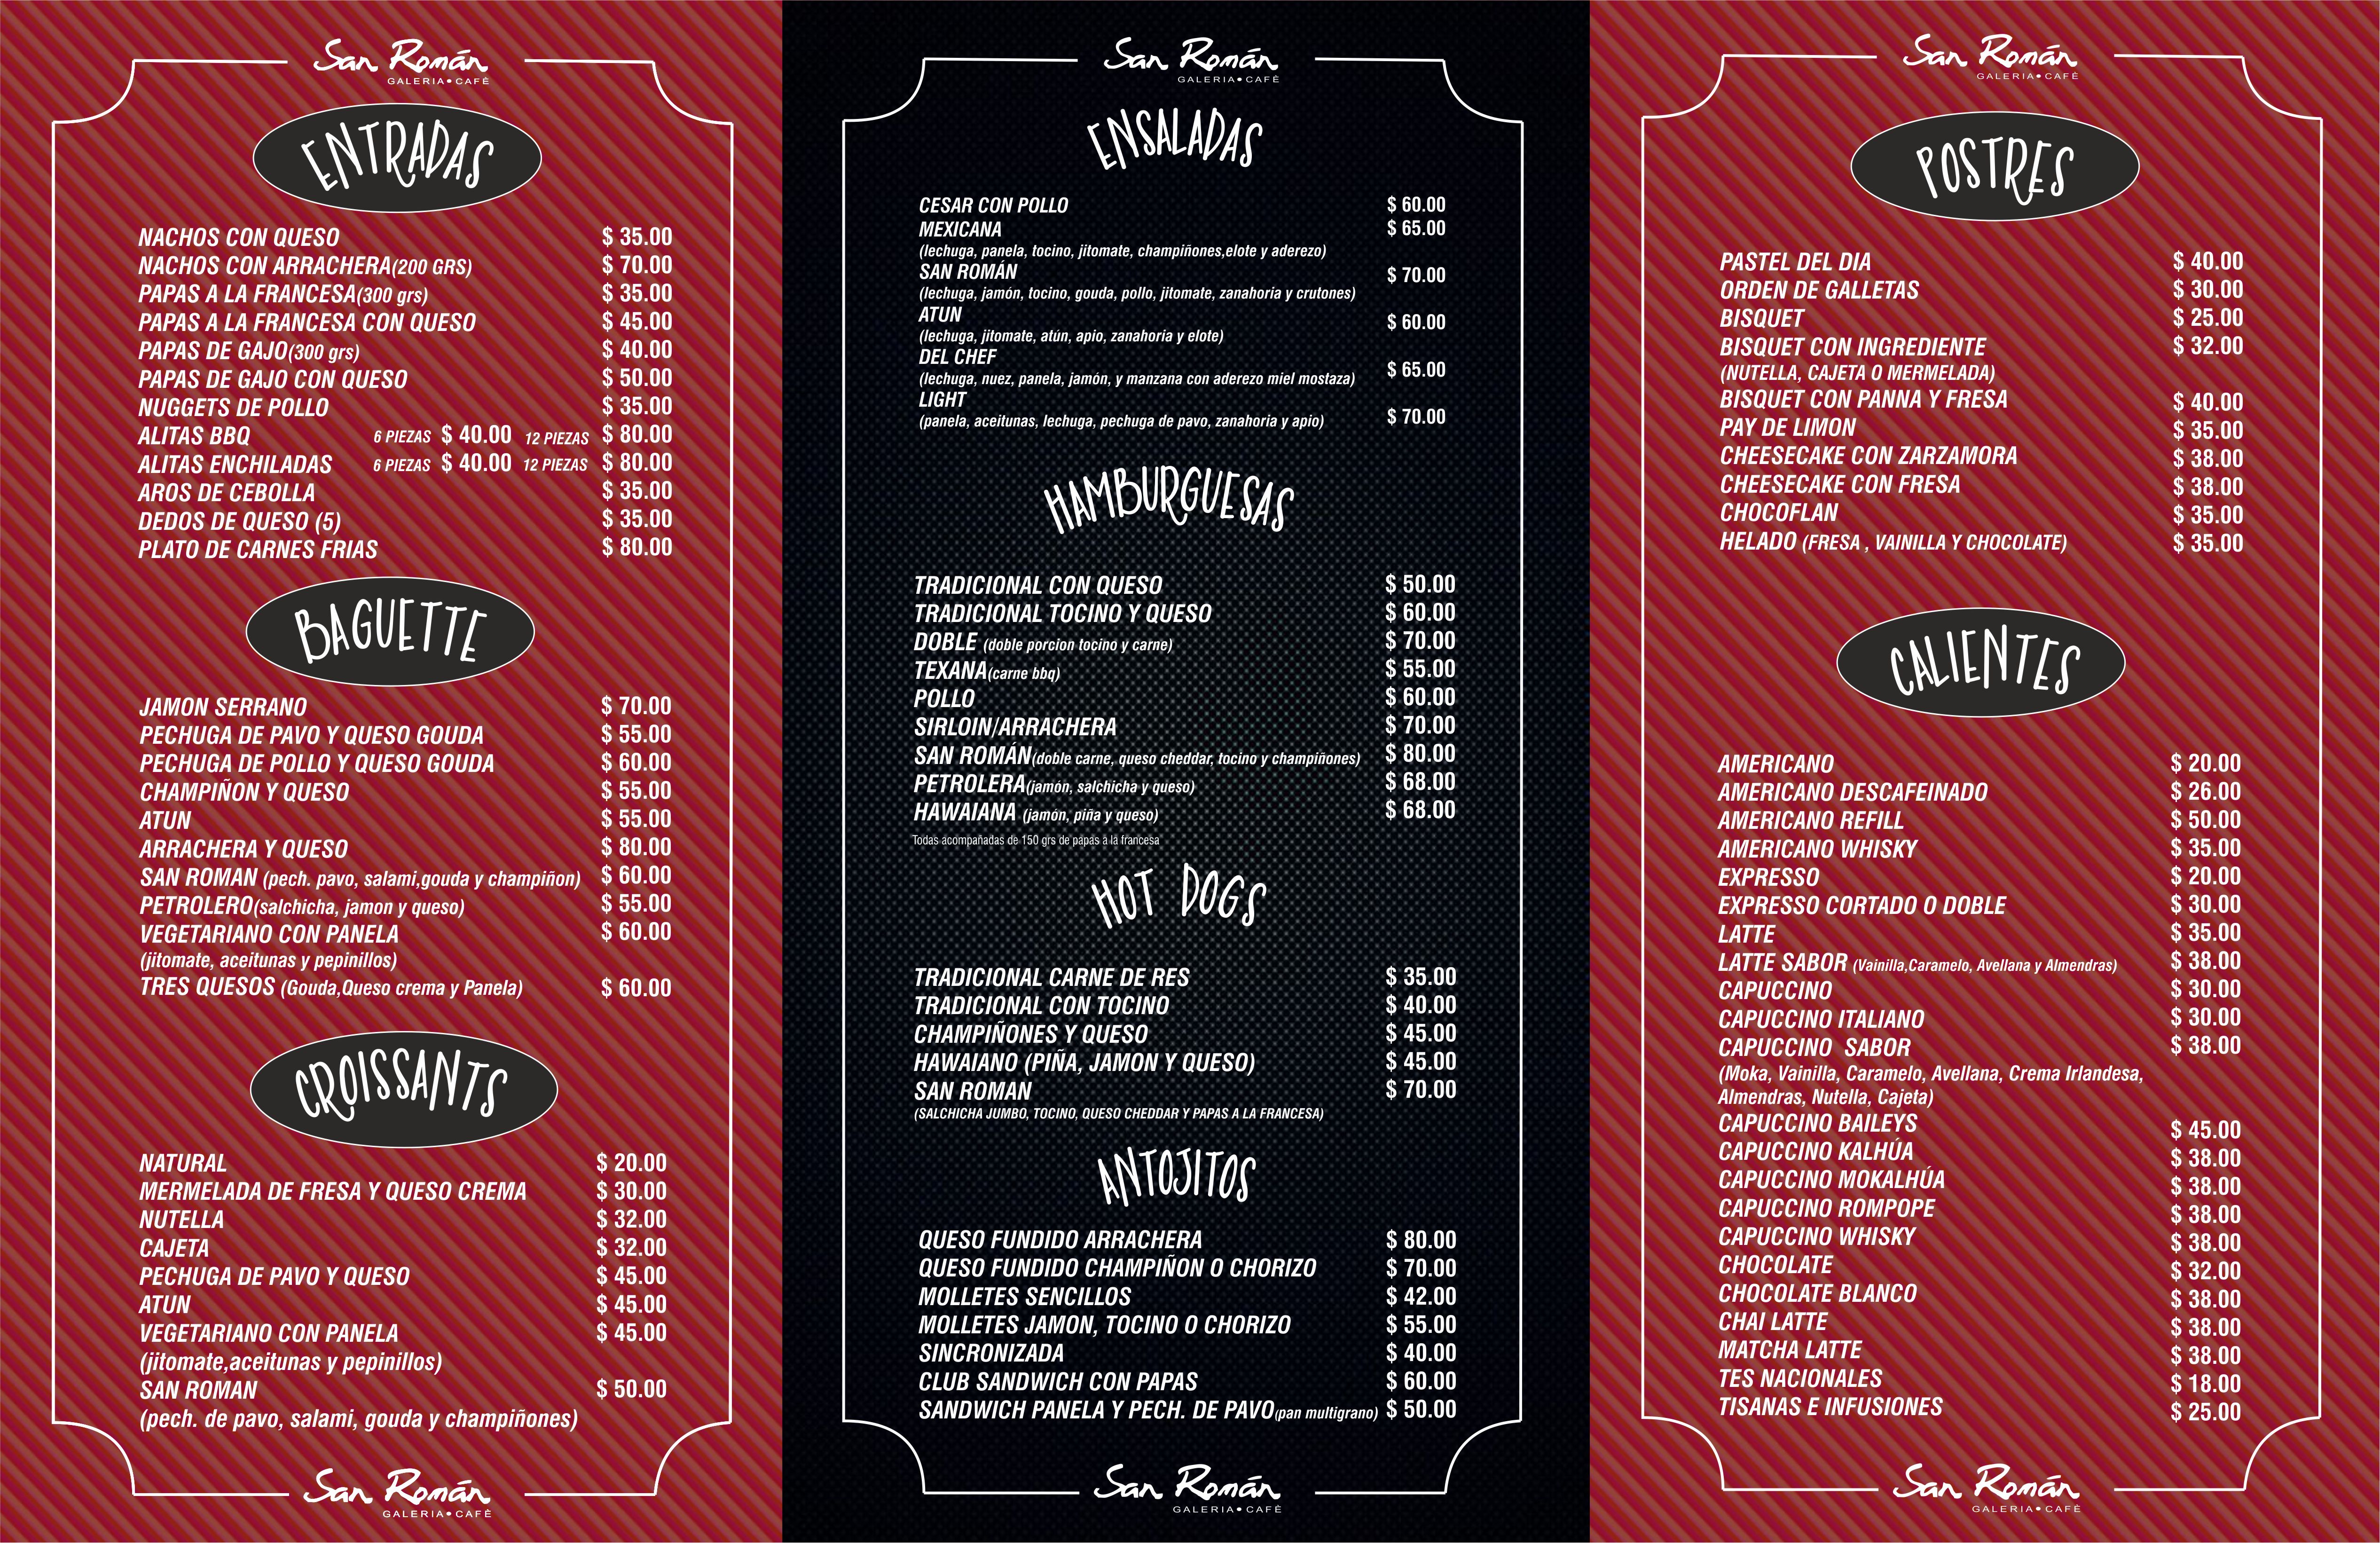 San Román
GALERIA•CAFÉ
ENTRADAS
NACHOS CON QUESO $ 35.00
NACHOS CON ARRACHERA(200 GRS) $ 70.00
PAPAS A LA FRANCESA(300 grs) $ 35.00
PAPAS A LA FRANCESA CON QUESO $ 45.00
PAPAS DE GAJO(300 grs) $ 40.00
PAPAS DE GAJO CON QUESO $ 50.00
NUGGETS DE POLLO $ 35.00
ALITAS BBQ 6 PIEZAS $ 40.00 12 PIEZAS $ 80.00
ALITAS ENCHILADAS 6 PIEZAS $ 40.00 12 PIEZAS $ 80.00
AROS DE CEBOLLA $ 35.00
DEDOS DE QUESO (5) $ 35.00
PLATO DE CARNES FRIAS $ 80.00
BAGUETTE
JAMON SERRANO $ 70.00
PECHUGA DE PAVO Y QUESO GOUDA $ 55.00
PECHUGA DE POLLO Y QUESO GOUDA $ 60.00
CHAMPIÑON Y QUESO $ 55.00
ATUN $ 55.00
ARRACHERA Y QUESO $ 80.00
SAN ROMAN (pech. pavo, salami,gouda y champiñon) $ 60.00
PETROLERO(salchicha, jamon y queso) $ 55.00
VEGETARIANO CON PANELA $ 60.00
(jitomate, aceitunas y pepinillos)
TRES QUESOS (Gouda,Queso crema y Panela) $ 60.00
CROISSANTS
NATURAL $ 20.00
MERMELADA DE FRESA Y QUESO CREMA $ 30.00
NUTELLA $ 32.00
CAJETA $ 32.00
PECHUGA DE PAVO Y QUESO $ 45.00
ATUN $ 45.00
VEGETARIANO CON PANELA $ 45.00
(jitomate,aceitunas y pepinillos)
SAN ROMAN $ 50.00
(pech. de pavo, salami, gouda y champiñones)
San Román
GALERIA•CAFÉ
San Román
GALERIA•CAFÉ
ENSALADAS
CESAR CON POLLO $ 60.00
MEXICANA $ 65.00
(lechuga, panela, tocino, jitomate, champiñones,elote y aderezo)
SAN ROMÁN $ 70.00
(lechuga, jamón, tocino, gouda, pollo, jitomate, zanahoria y crutones)
ATUN $ 60.00
(lechuga, jitomate, atún, apio, zanahoria y elote)
DEL CHEF $ 65.00
(lechuga, nuez, panela, jamón, y manzana con aderezo miel mostaza)
LIGHT $ 70.00
(panela, aceitunas, lechuga, pechuga de pavo, zanahoria y apio)
HAMBURGUESAS
TRADICIONAL CON QUESO $ 50.00
TRADICIONAL TOCINO Y QUESO $ 60.00
DOBLE (doble porcion tocino y carne) $ 70.00
TEXANA(carne bbq) $ 55.00
POLLO $ 60.00
SIRLOIN/ARRACHERA $ 70.00
SAN ROMÁN(doble carne, queso cheddar, tocino y champiñones) $ 80.00
PETROLERA(jamón, salchicha y queso) $ 68.00
HAWAIANA (jamón, piña y queso) $ 68.00
Todas acompañadas de 150 grs de papas a la francesa
HOT DOGS
TRADICIONAL CARNE DE RES $ 35.00
TRADICIONAL CON TOCINO $ 40.00
CHAMPIÑONES Y QUESO $ 45.00
HAWAIANO (PIÑA, JAMON Y QUESO) $ 45.00
SAN ROMAN $ 70.00
(SALCHICHA JUMBO, TOCINO, QUESO CHEDDAR Y PAPAS A LA FRANCESA)
ANTOJITOS
QUESO FUNDIDO ARRACHERA $ 80.00
QUESO FUNDIDO CHAMPIÑON O CHORIZO $ 70.00
MOLLETES SENCILLOS $ 42.00
MOLLETES JAMON, TOCINO O CHORIZO $ 55.00
SINCRONIZADA $ 40.00
CLUB SANDWICH CON PAPAS $ 60.00
SANDWICH PANELA Y PECH. DE PAVO(pan multigrano) $ 50.00
San Román
GALERIA•CAFÉ
San Román
GALERIA•CAFÉ
POSTRES
PASTEL DEL DIA $ 40.00
ORDEN DE GALLETAS $ 30.00
BISQUET $ 25.00
BISQUET CON INGREDIENTE $ 32.00
(NUTELLA, CAJETA O MERMELADA)
BISQUET CON PANNA Y FRESA $ 40.00
PAY DE LIMON $ 35.00
CHEESECAKE CON ZARZAMORA $ 38.00
CHEESECAKE CON FRESA $ 38.00
CHOCOFLAN $ 35.00
HELADO (FRESA , VAINILLA Y CHOCOLATE) $ 35.00
CALIENTES
AMERICANO $ 20.00
AMERICANO DESCAFEINADO $ 26.00
AMERICANO REFILL $ 50.00
AMERICANO WHISKY $ 35.00
EXPRESSO $ 20.00
EXPRESSO CORTADO O DOBLE $ 30.00
LATTE $ 35.00
LATTE SABOR (Vainilla,Caramelo, Avellana y Almendras) $ 38.00
CAPUCCINO $ 30.00
CAPUCCINO ITALIANO $ 30.00
CAPUCCINO SABOR $ 38.00
(Moka, Vainilla, Caramelo, Avellana, Crema Irlandesa,
Almendras, Nutella, Cajeta)
CAPUCCINO BAILEYS $ 45.00
CAPUCCINO KALHÚA $ 38.00
CAPUCCINO MOKALHÚA $ 38.00
CAPUCCINO ROMPOPE $ 38.00
CAPUCCINO WHISKY $ 38.00
CHOCOLATE $ 32.00
CHOCOLATE BLANCO $ 38.00
CHAI LATTE $ 38.00
MATCHA LATTE $ 38.00
TES NACIONALES $ 18.00
TISANAS E INFUSIONES $ 25.00
San Román
GALERIA•CAFÉ